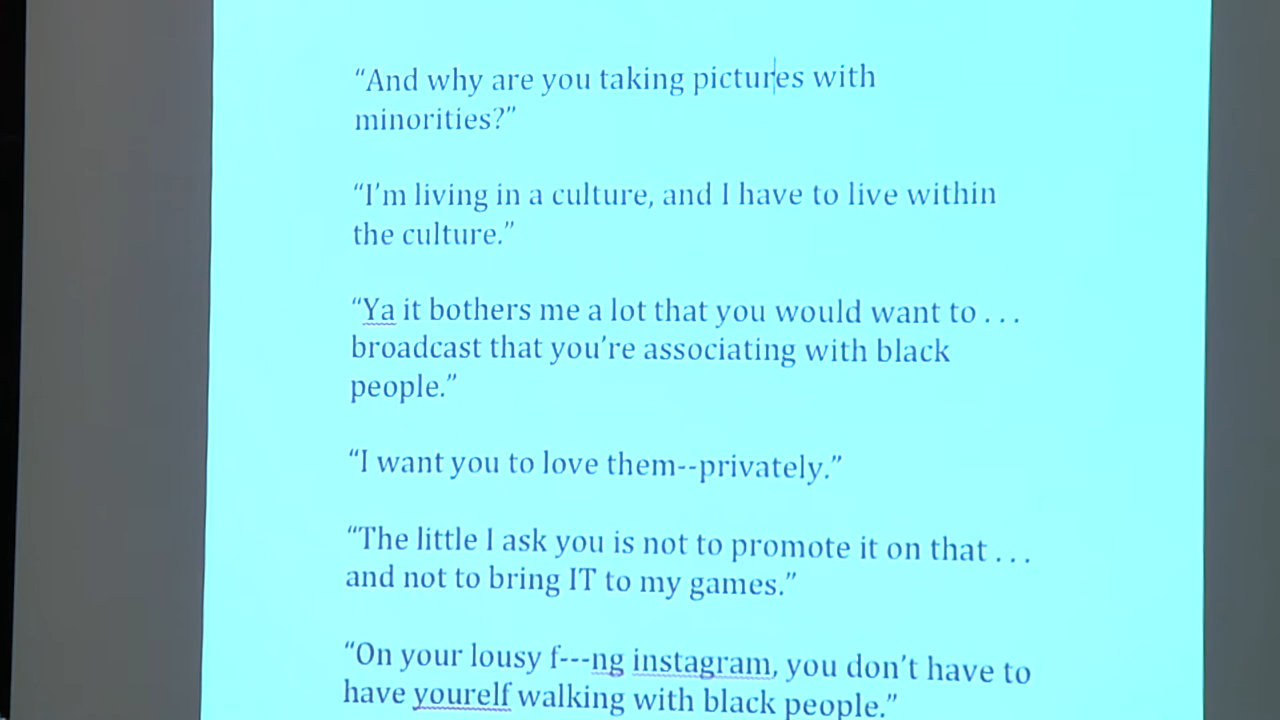 “And why are you taking pictures with
minorities?”
“I’m living in a culture, and I have to live within
the culture.”
“Ya it bothers me a lot that you would want to . . .
broadcast that you’re associating with black
people.”
“I want you to love them--privately.”
“The little I ask you is not to promote it on that . . .
and not to bring IT to my games.”
“On your lousy f---ng instagram, you don’t have to
have yourelf walking with black people.”